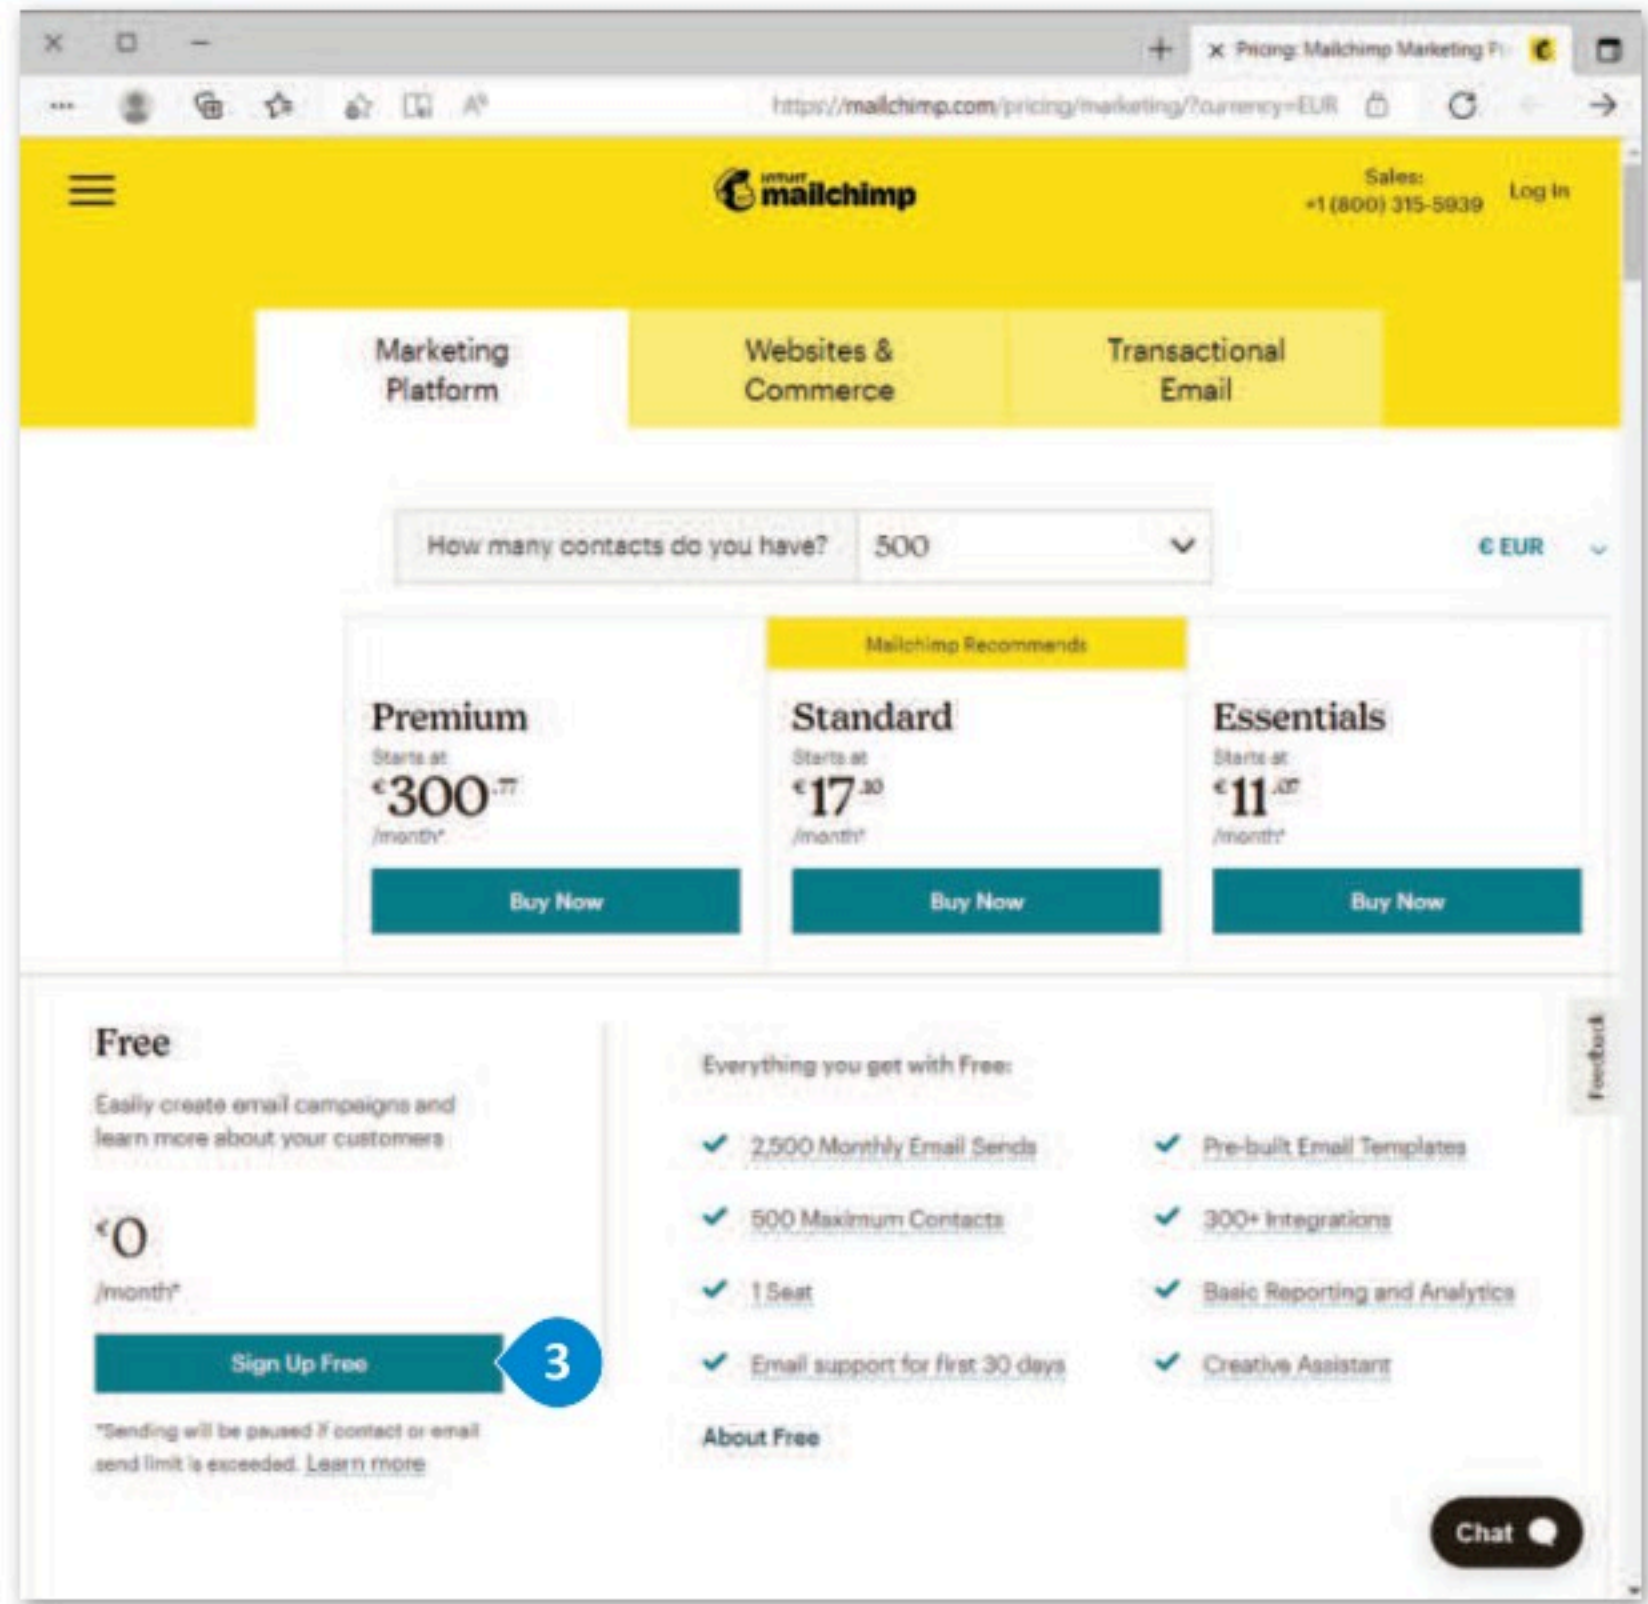 Pricing: Mailchimp Marketing Pl
https://mailchimp.com/pricing/marketing/?currency=EUR
INTUIT
mailchimp
Sales:
+1 (800) 315-5939
Log In
Marketing
Platform
Websites &
Commerce
Transactional
Email
How many contacts do you have?
500
€ EUR
Mailchimp Recommends
Premium
Starts at
€300.77
/month*
Buy Now
Standard
Starts at
€17
/month*
Buy Now
Essentials
Starts at
€11.07
/month*
Buy Now
Free
Easily create email campaigns and
learn more about your customers
€0
/month*
Sign Up Free
3
*Sending will be paused if contact or email
send limit is exceeded. Learn more
Everything you get with Free:
2,500 Monthly Email Sends
500 Maximum Contacts
1 Seat
Email support for first 30 days
Pre-built Email Templates
300+ Integrations
Basic Reporting and Analytics
Creative Assistant
About Free
Feedback
Chat